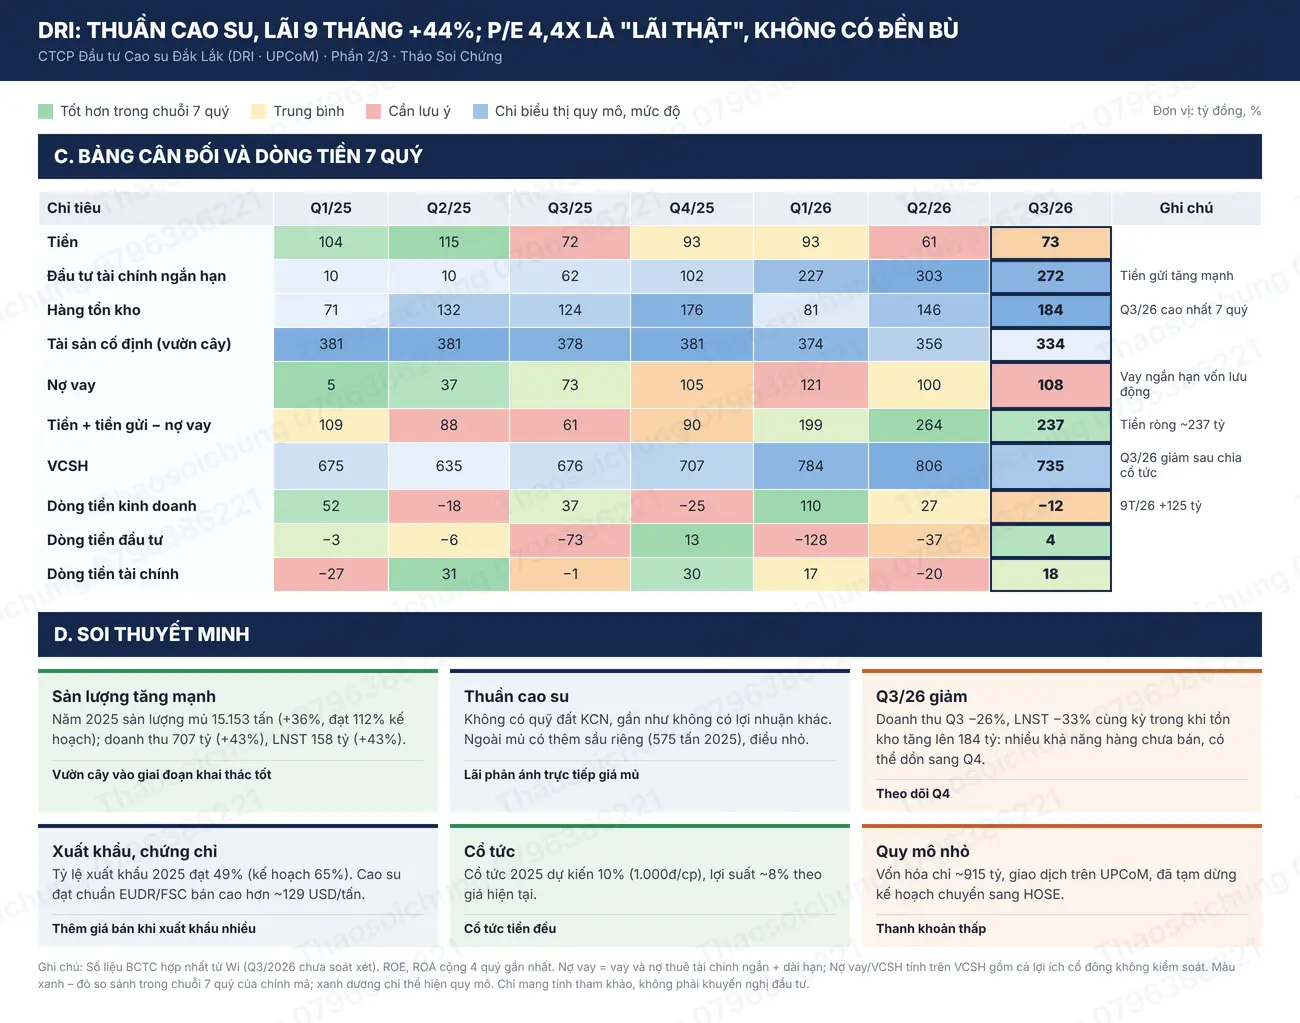 DRI: THUẦN CAO SU, LÃI 9 THÁNG +44%; P/E 4,4X LÀ "LÃI THẬT", KHÔNG CÓ ĐỀN BÙ
CTCP Đầu tư Cao su Đắk Lắk (DRI · UPCoM) · Phần 2/3 · Thảo Soi Chứng
Tốt hơn trong chuỗi 7 quý Trung bình Cần lưu ý Chỉ biểu thị quy mô, mức độ Đơn vị: tỷ đồng, %
C. BẢNG CÂN ĐỐI VÀ DÒNG TIỀN 7 QUÝ
Chỉ tiêu Q1/25 Q2/25 Q3/25 Q4/25 Q1/26 Q2/26 Q3/26 Ghi chú
Tiền 104 115 72 93 93 61 73
Đầu tư tài chính ngắn hạn 10 10 62 102 227 303 272 Tiền gửi tăng mạnh
Hàng tồn kho 71 132 124 176 81 146 184 Q3/26 cao nhất 7 quý
Tài sản cố định (vườn cây) 381 381 378 381 374 356 334
Nợ vay 5 37 73 105 121 100 108 Vay ngắn hạn vốn lưu
động
Tiền + tiền gửi − nợ vay 109 88 61 90 199 264 237 Tiền ròng ~237 tỷ
VCSH 675 635 676 707 784 806 735 Q3/26 giảm sau chia
cổ tức
Dòng tiền kinh doanh 52 −18 37 −25 110 27 −12 9T/26 +125 tỷ
Dòng tiền đầu tư −3 −6 −73 13 −128 −37 4
Dòng tiền tài chính −27 31 −1 30 17 −20 18
D. SOI THUYẾT MINH
Sản lượng tăng mạnh
Năm 2025 sản lượng mủ 15.153 tấn (+36%, đạt 112% kế
hoạch); doanh thu 707 tỷ (+43%), LNST 158 tỷ (+43%).
Vườn cây vào giai đoạn khai thác tốt
Thuần cao su
Không có quỹ đất KCN, gần như không có lợi nhuận khác.
Ngoài mủ có thêm sầu riêng (575 tấn 2025), điều nhỏ.
Lãi phản ánh trực tiếp giá mủ
Q3/26 giảm
Doanh thu Q3 −26%, LNST −33% cùng kỳ trong khi tồn
kho tăng lên 184 tỷ: nhiều khả năng hàng chưa bán, có
thể dồn sang Q4.
Theo dõi Q4
Xuất khẩu, chứng chỉ
Tỷ lệ xuất khẩu 2025 đạt 49% (kế hoạch 65%). Cao su
đạt chuẩn EUDR/FSC bán cao hơn ~129 USD/tấn.
Thêm giá bán khi xuất khẩu nhiều
Cổ tức
Cổ tức 2025 dự kiến 10% (1.000đ/cp), lợi suất ~8% theo
giá hiện tại.
Cổ tức tiền đều
Quy mô nhỏ
Vốn hóa chỉ ~915 tỷ, giao dịch trên UPCoM, đã tạm dừng
kế hoạch chuyển sang HOSE.
Thanh khoản thấp
Ghi chú: Số liệu BCTC hợp nhất từ Wi (Q3/2026 chưa soát xét). ROE, ROA cộng 4 quý gần nhất. Nợ vay = vay và nợ thuê tài chính ngắn + dài hạn; Nợ vay/VCSH tính trên VCSH gồm cả lợi ích cổ đông không kiểm soát. Màu
xanh – đỏ so sánh trong chuỗi 7 quý của chính mã; xanh dương chỉ thể hiện quy mô. Chỉ mang tính tham khảo, không phải khuyến nghị đầu tư.
Thaosoichung 0796386221